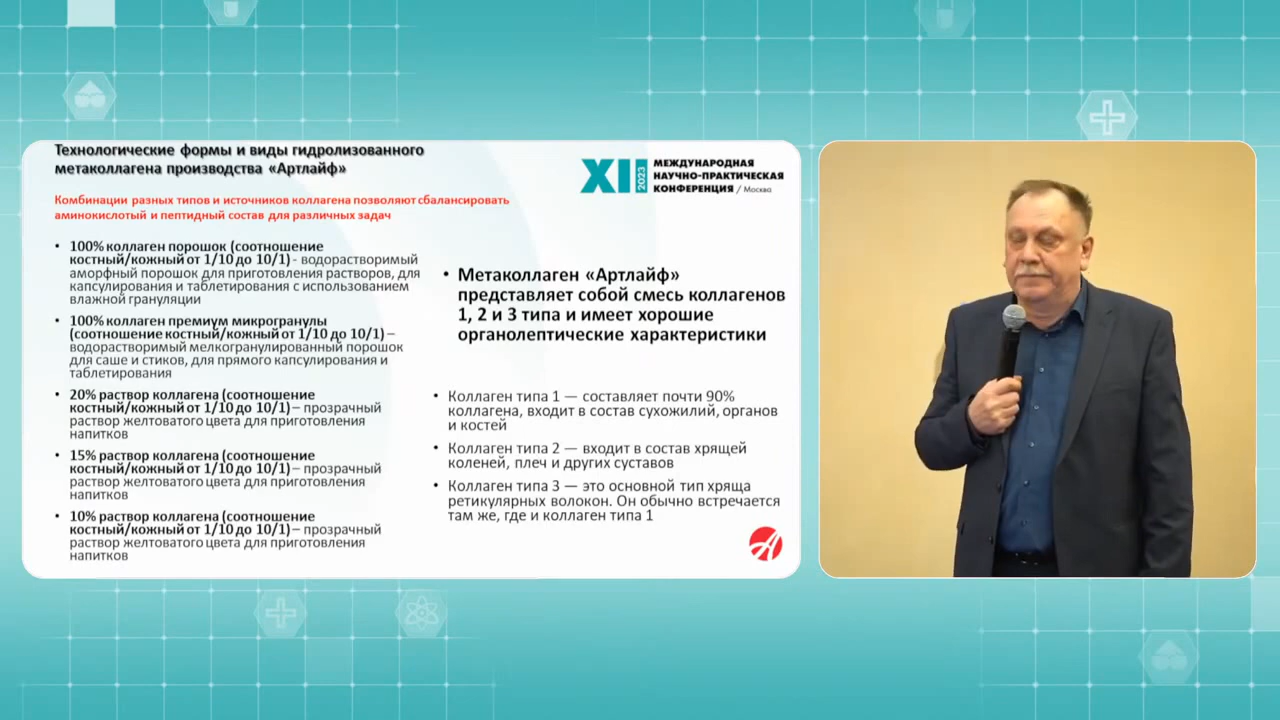 Технологические формы и виды гидролизованного
метаколлагена производства «Артлайф»
XII 2023 МЕЖДУНАРОДНАЯ
НАУЧНО-ПРАКТИЧЕСКАЯ
КОНФЕРЕНЦИЯ / Москва
Комбинации разных типов и источников коллагена позволяют сбалансировать
аминокислотый и пептидный состав для различных задач
• 100% коллаген порошок (соотношение
костный/кожный от 1/10 до 10/1) - водорастворимый
аморфный порошок для приготовления растворов, для
капсулирования и таблетирования с использованием
влажной грануляции
• 100% коллаген премиум микрогранулы
(соотношение костный/кожный от 1/10 до 10/1) –
водорастворимый мелкогранулированный порошок
для саше и стиков, для прямого капсулирования и
таблетирования
• 20% раствор коллагена (соотношение
костный/кожный от 1/10 до 10/1) – прозрачный
раствор желтоватого цвета для приготовления
напитков
• 15% раствор коллагена (соотношение
костный/кожный от 1/10 до 10/1) – прозрачный
раствор желтоватого цвета для приготовления
напитков
• 10% раствор коллагена (соотношение
костный/кожный от 1/10 до 10/1) – прозрачный
раствор желтоватого цвета для приготовления
напитков
• Метаколлаген «Артлайф»
представляет собой смесь коллагенов
1, 2 и 3 типа и имеет хорошие
органолептические характеристики
• Коллаген типа 1 — составляет почти 90%
коллагена, входит в состав сухожилий, органов
и костей
• Коллаген типа 2 — входит в состав хрящей
коленей, плеч и других суставов
• Коллаген типа 3 — это основной тип хряща
ретикулярных волокон. Он обычно встречается
там же, где и коллаген типа 1